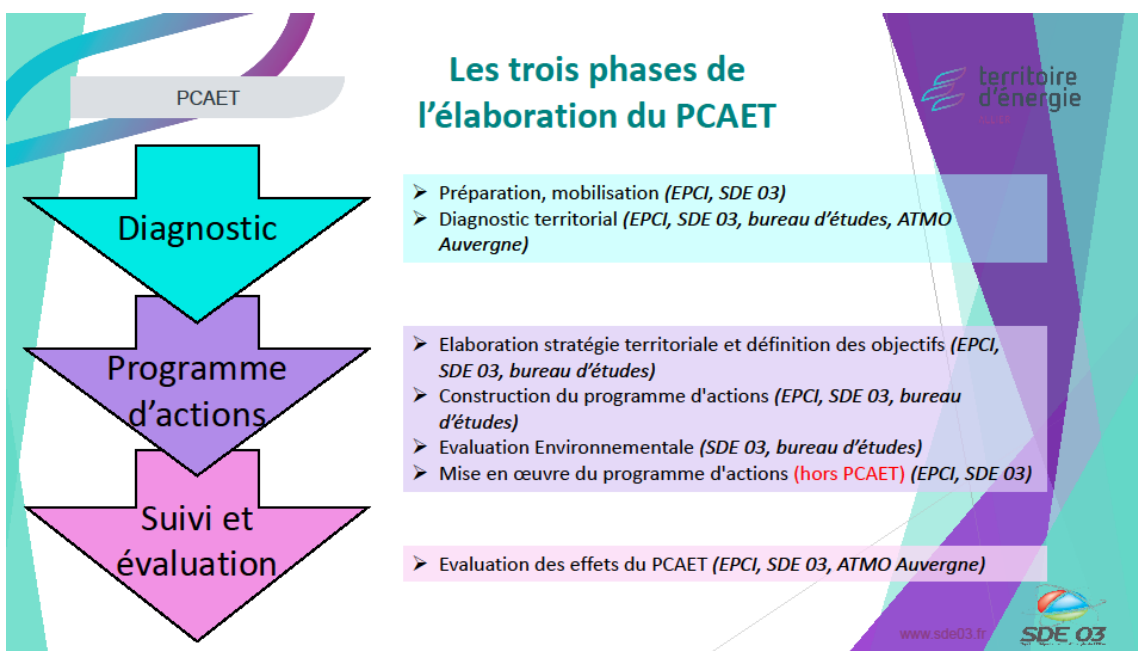 PCAET
Les trois phases de
l'élaboration du PCAET
territoire
d'énergie
ALLIER
Diagnostic
➢ Préparation, mobilisation (EPCI, SDE 03)
➢ Diagnostic territorial (EPCI, SDE 03, bureau d'études, ATMO
Auvergne)
Programme
d'actions
➢ Elaboration stratégie territoriale et définition des objectifs (EPCI,
SDE 03, bureau d'études)
➢ Construction du programme d'actions (EPCI, SDE 03, bureau
d'études)
➢ Evaluation Environnementale (SDE 03, bureau d'études)
➢ Mise en œuvre du programme d'actions (hors PCAET) (EPCI, SDE 03)
Suivi et
évaluation
➢ Evaluation des effets du PCAET (EPCI, SDE 03, ATMO Auvergne)
www.sde03.fr
SDE 03